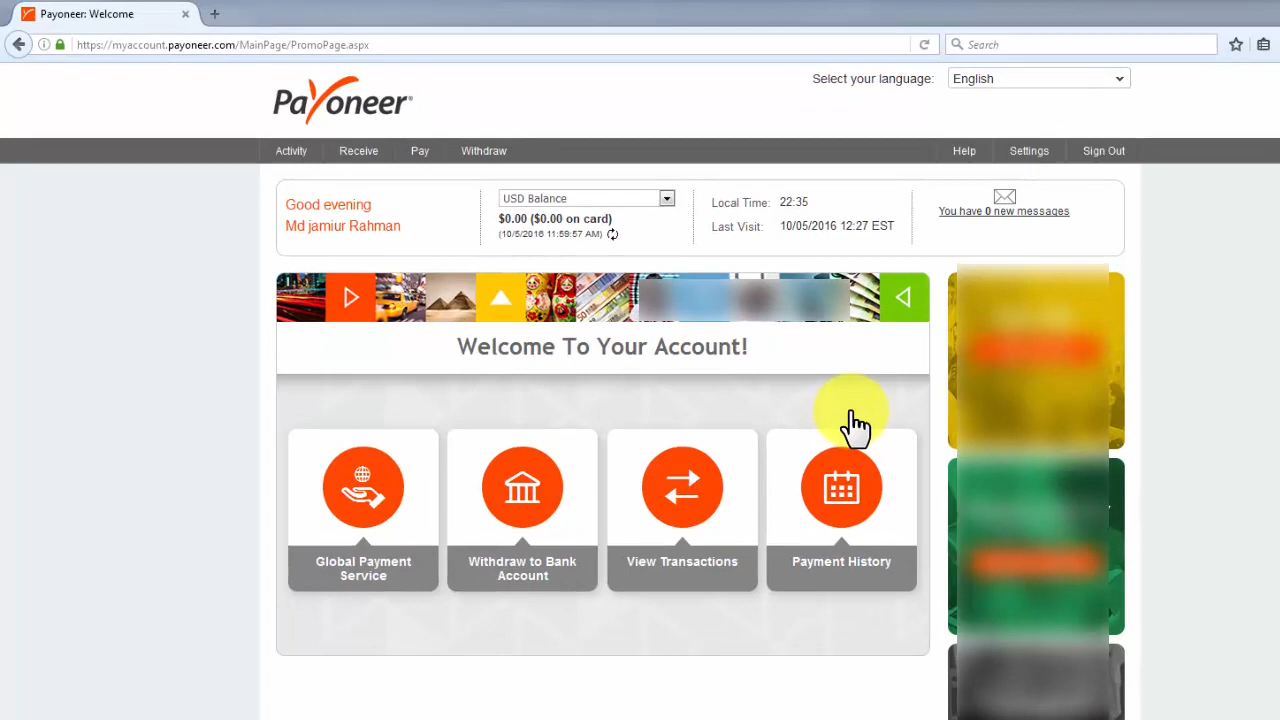 Payoneer: Welcome
https://myaccount.payoneer.com/MainPage/PromoPage.aspx
Search
Payoneer
Select your language:
English
Activity
Receive
Pay
Withdraw
Help
Settings
Sign Out
Good evening
Md jamiur Rahman
USD Balance
$0.00 ($0.00 on card)
(10/5/2016 11:59:57 AM)
Local Time: 22:35
Last Visit: 10/05/2016 12:27 EST
You have 0 new messages
Welcome To Your Account!
Global Payment
Service
Withdraw to Bank
Account
View Transactions
Payment History